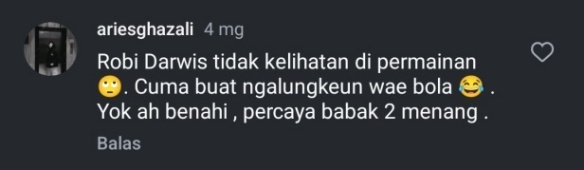 ariesghazali 4 mg
Robi Darwis tidak kelihatan di permainan
🙄. Cuma buat ngalungkeun wae bola 😂 .
Yok ah benahi , percaya babak 2 menang .
Balas